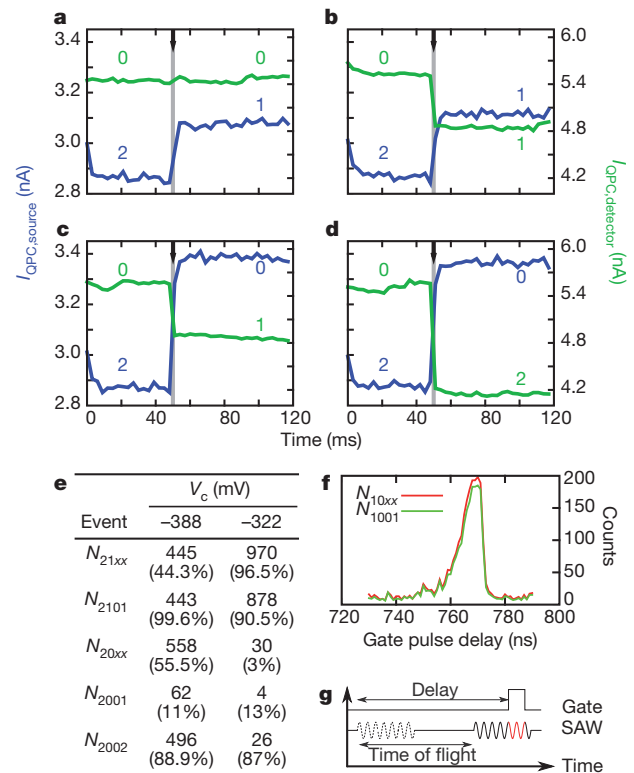 a
b
3.4
3.2
3.0
2.8
0
0
1
2
0
1
1
2
6.0
5.4
4.8
4.2
c
d
3.4
3.2
3.0
2.8
0
0
1
2
0
0
2
2
6.0
5.4
4.8
4.2
0
40
80
120
0
40
80
120
Time (ms)
I_QPC,source (nA)
I_QPC,detector (nA)
e
V_c (mV)
Event –388 –322
N_21xx 445 970
(44.3%) (96.5%)
N_2101 443 878
(99.6%) (90.5%)
N_20xx 558 30
(55.5%) (3%)
N_2001 62 4
(11%) (13%)
N_2002 496 26
(88.9%) (87%)
f
N_10xx
N_1001
200
100
0
Counts
720
740
760
780
800
Gate pulse delay (ns)
g
Delay
Gate
SAW
Time of flight
Time